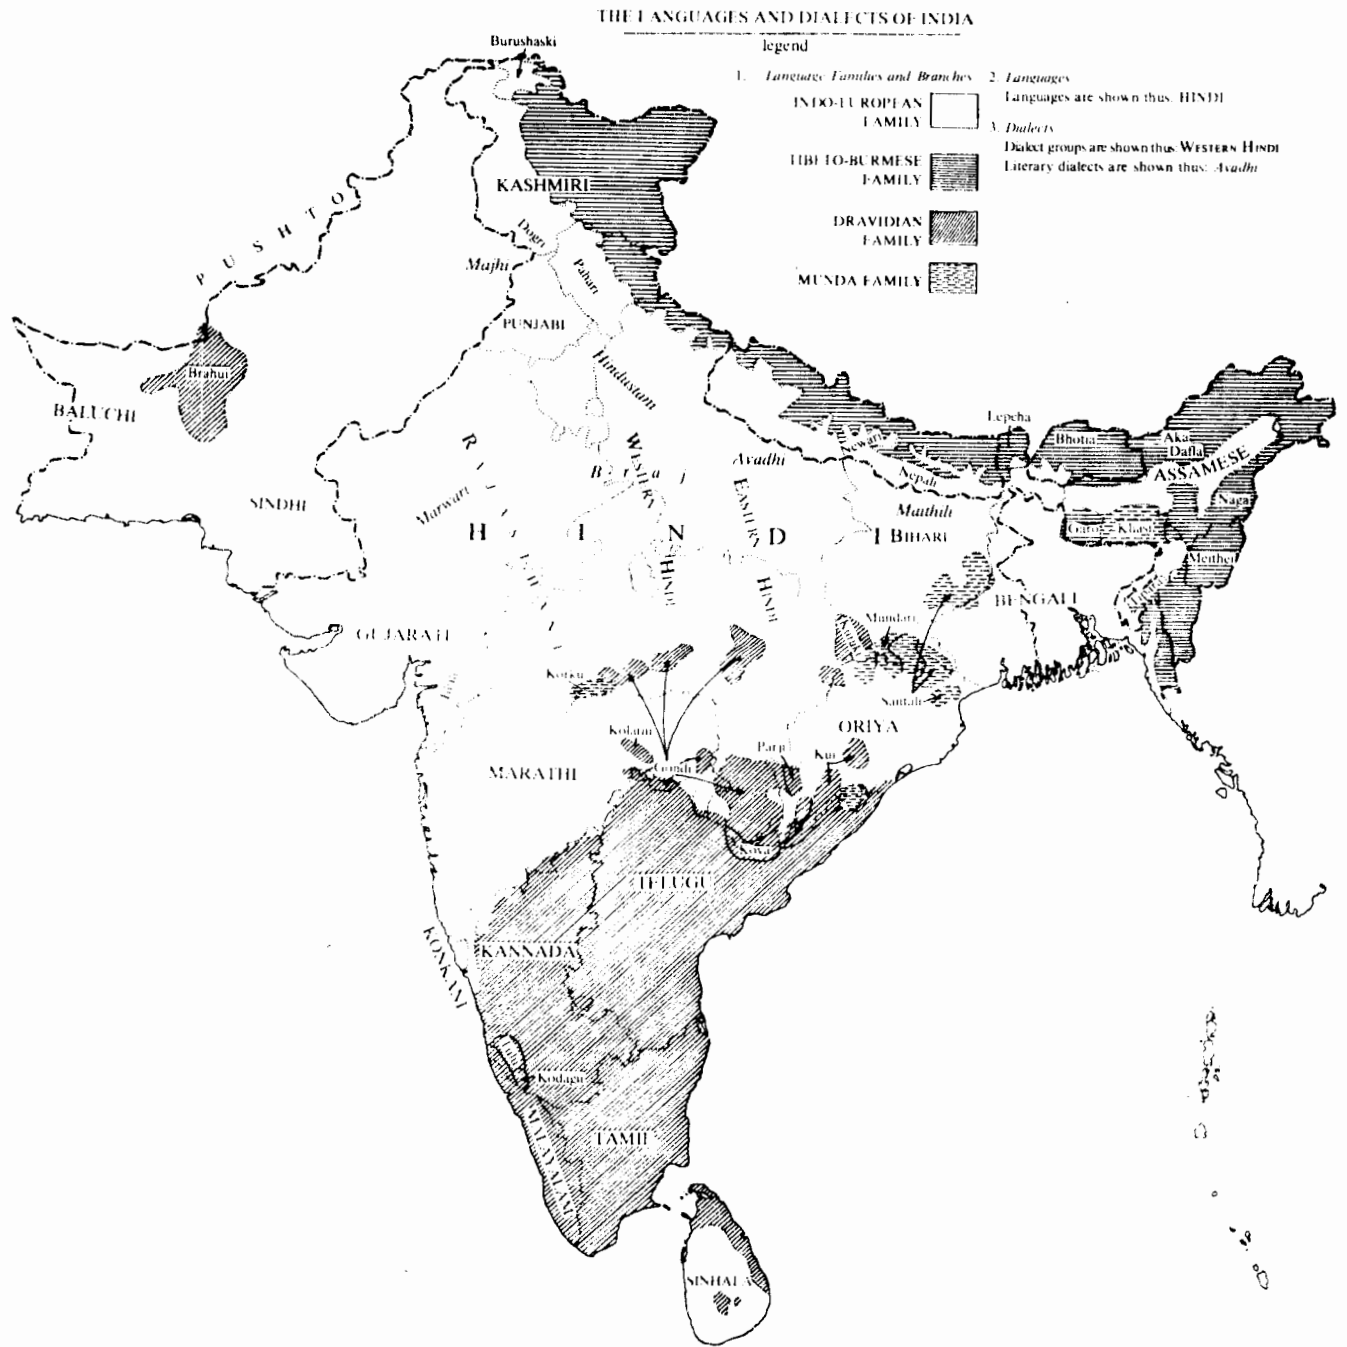 THE LANGUAGES AND DIALECTS OF INDIA
legend
1. Language Families and Branches
INDO-EUROPEAN
FAMILY
TIBETO-BURMESE
FAMILY
DRAVIDIAN
FAMILY
MUNDA FAMILY
2. Languages
Languages are shown thus: HINDI
3. Dialects
Dialect groups are shown thus: WESTERN HINDI
Literary dialects are shown thus: Avadhi
Burushaski
KASHMIRI
PUSHTO
Dogri
Majhi
Pahari
PUNJABI
Brahui
BALUCHI
Hindustani
Lepcha
Bhotia
Aka
Dafla
ASSAMESE
Newari
Nepali
WESTERN
HINDI
Braj
Avadhi
EASTERN
HINDI
Marwari
SINDHI
Maithili
Naga
HINDI
BIHARI
Garo
Khasi
Meithei
Tipura
BENGALI
GUJARATI
Mundari
Korku
Santali
ORIYA
Kolami
Parji
Kui
Gondi
MARATHI
Koya
TELUGU
KANNADA
KONKANI
Tulu
Kodagu
MALAYALAM
TAMIL
SINHALA